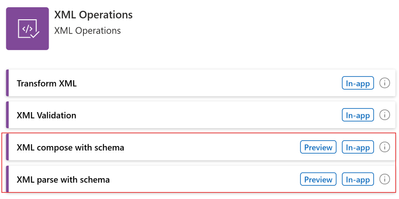 XML Operations
XML Operations
Transform XML In-app
XML Validation In-app
XML compose with schema Preview In-app
XML parse with schema Preview In-app